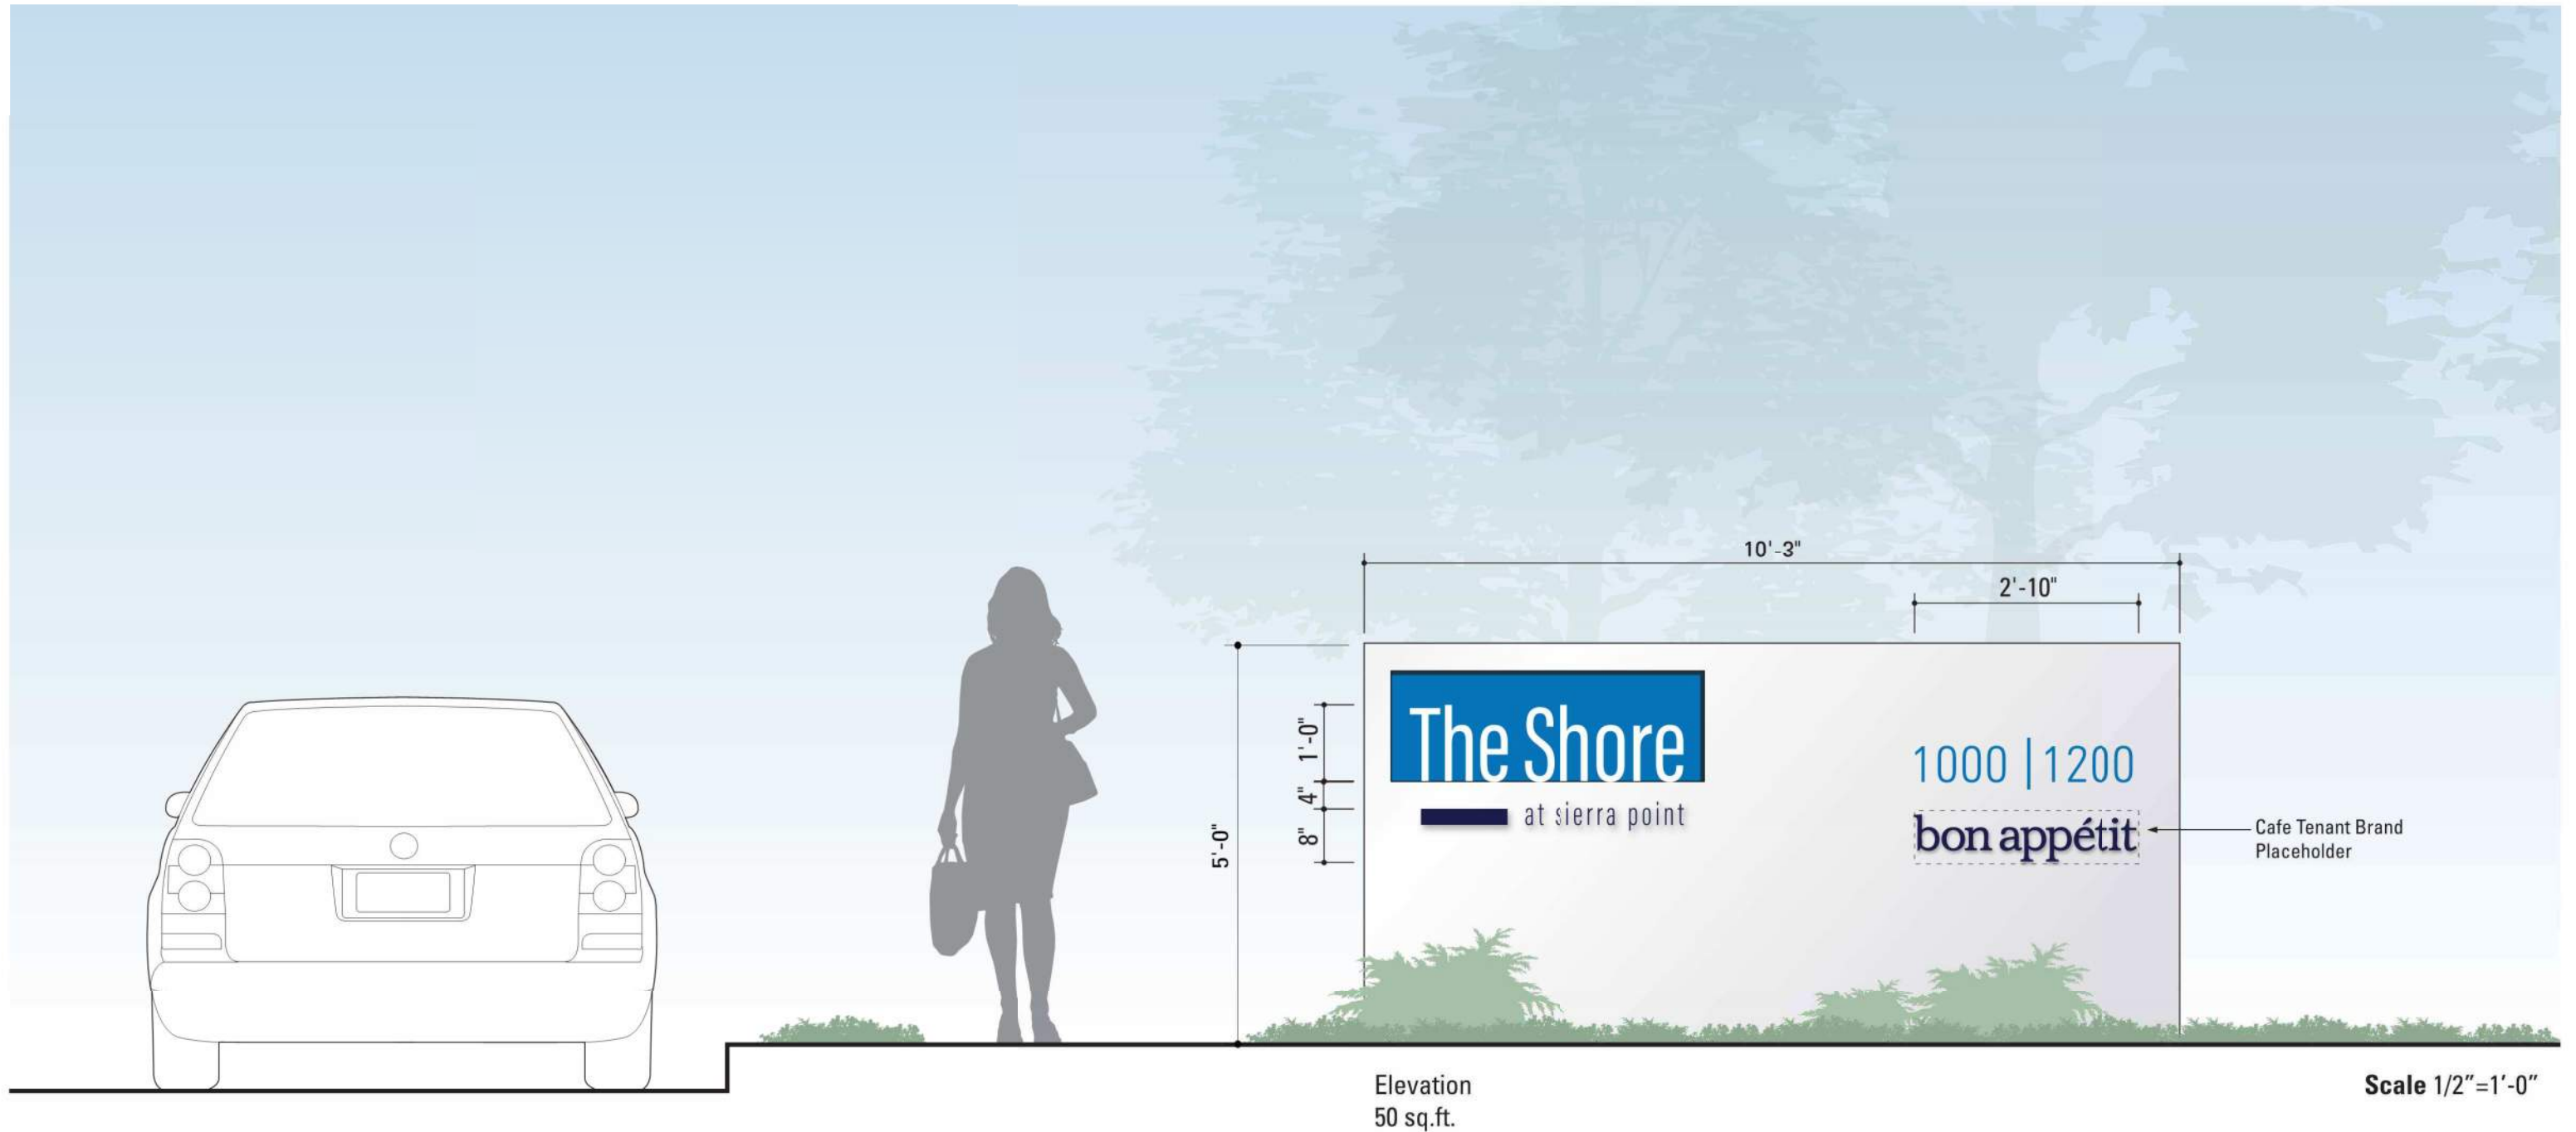 10'-3"
2'-10"
5'-0"
1'-0"
4"
8"
The Shore
at sierra point
1000 | 1200
bon appétit
Cafe Tenant Brand
Placeholder
Elevation
50 sq.ft.
Scale 1/2"=1'-0"